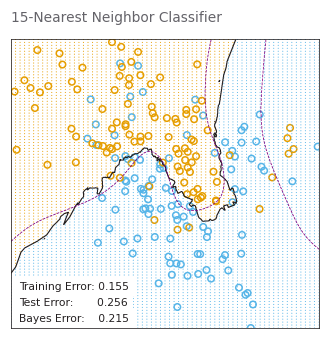 15-Nearest Neighbor Classifier
Training Error: 0.155
Test Error: 0.256
Bayes Error: 0.215